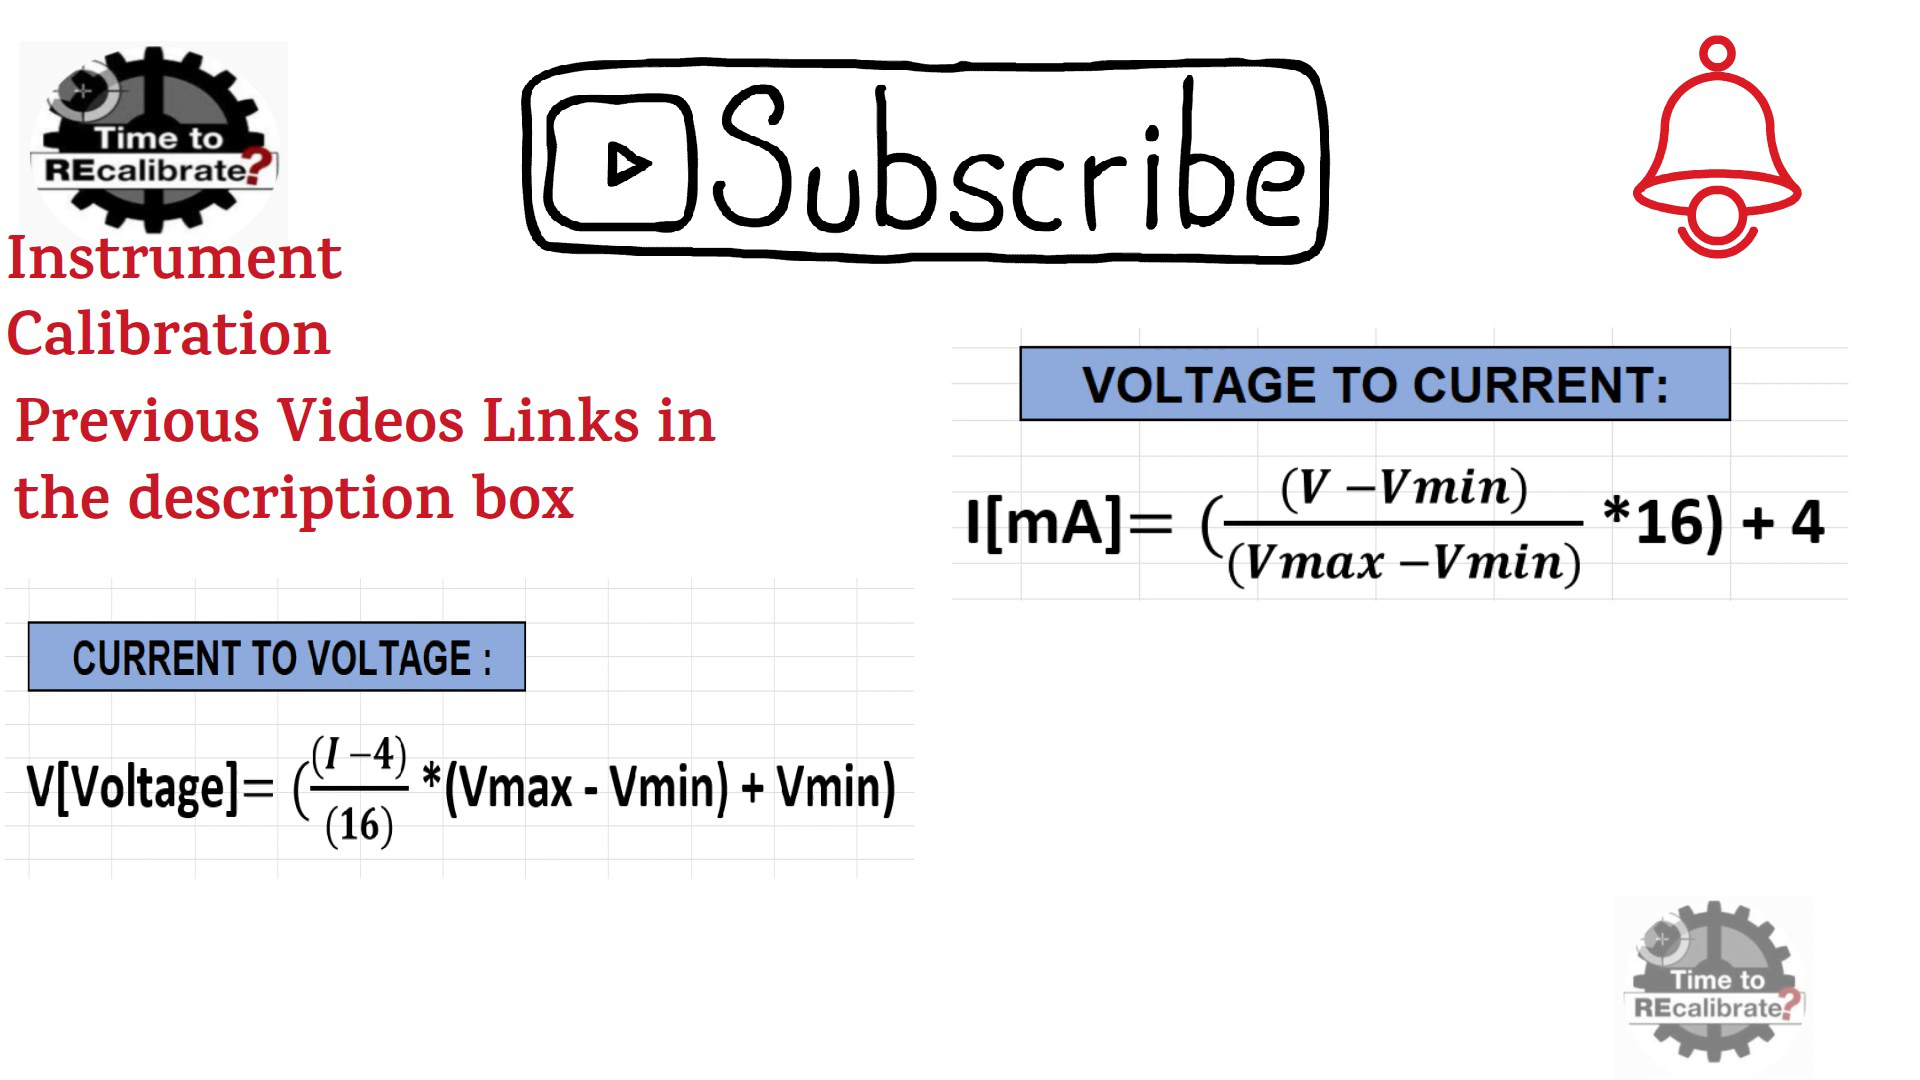 Time to
REcalibrate?
Subscribe
Instrument
Calibration
Previous Videos Links in
the description box
VOLTAGE TO CURRENT:
I[mA]= ((V −Vmin)/(Vmax −Vmin) *16) + 4
CURRENT TO VOLTAGE :
V[Voltage]= ((I −4)/(16) *(Vmax - Vmin) + Vmin)
Time to
REcalibrate?